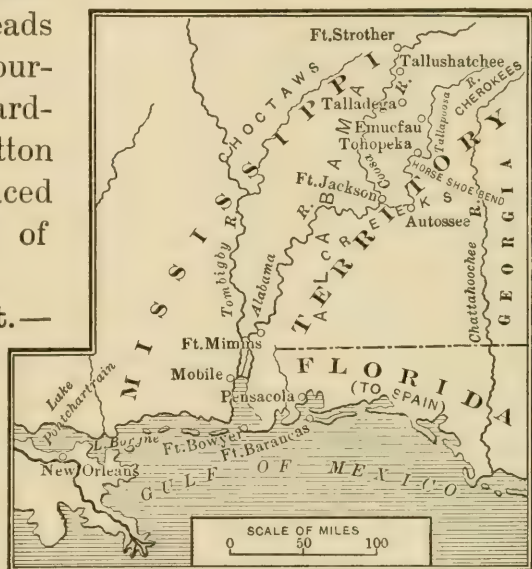 eads
our-
ard-
tton
aced
of
t.—
Ft. Strother
Tallushatchee
Talladega
Emucfau
Tohopeka
Ft. Jackson
HORSE SHOE BEND
Autossee
Coosa R.
Tallapoosa R.
CHEROKEES
CHOCTAWS
CREEKS
MISSISSIPPI
TERRITORY
ALABAMA
GEORGIA
Tombigby R.
Alabama R.
Chattahoochee R.
Ft. Mimins
Mobile
FLORIDA
(TO SPAIN)
Pensacola
Lake
Pontchartrain
L. Borgne
Ft. Bowyer
Ft. Barancas
New Orleans
GULF OF MEXICO
SCALE OF MILES
0 50 100